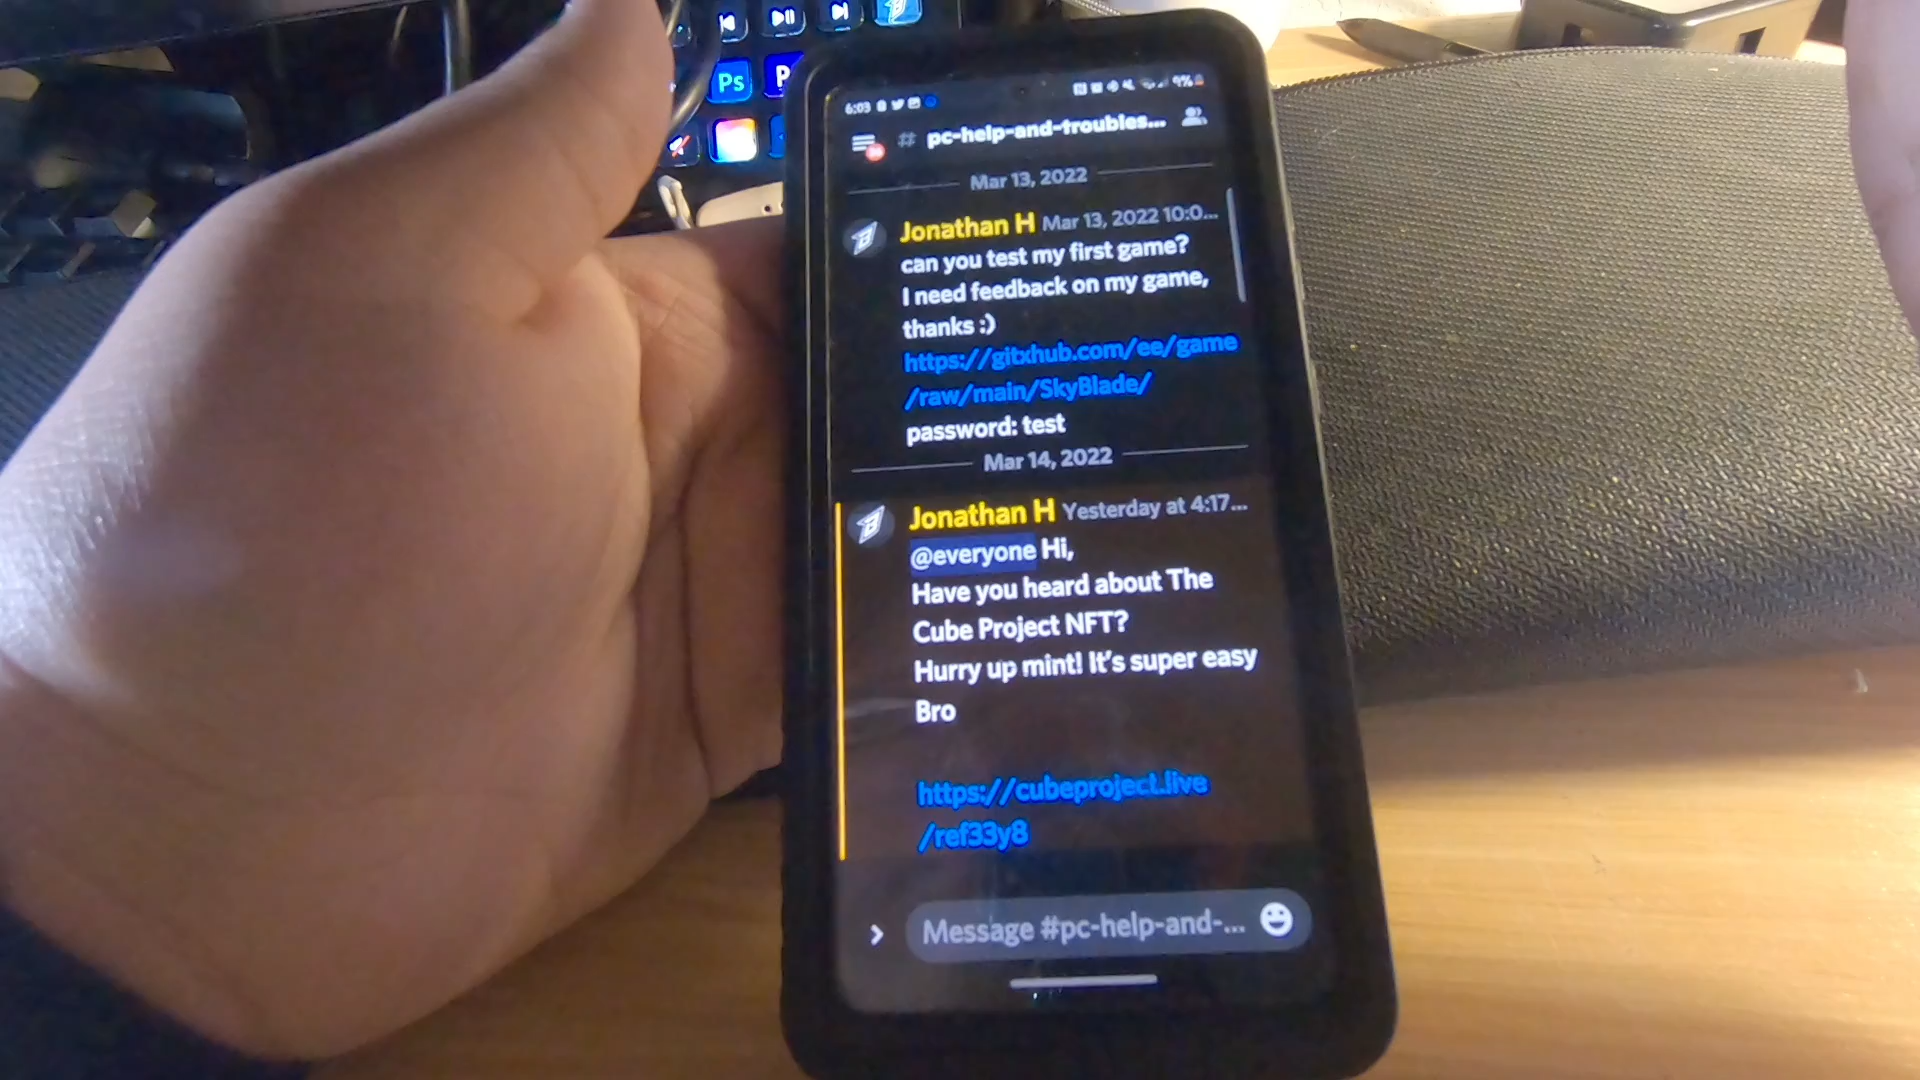 Ps
6:03
9%
# pc-help-and-troubles...
Mar 13, 2022
Jonathan H Mar 13, 2022 10:0...
can you test my first game?
I need feedback on my game,
thanks :)
https://gitxhub.com/ee/game
/raw/main/SkyBlade/
password: test
Mar 14, 2022
Jonathan H Yesterday at 4:17...
@everyone Hi,
Have you heard about The
Cube Project NFT?
Hurry up mint! It's super easy
Bro
https://cubeproject.live
/ref33y8
Message #pc-help-and-...